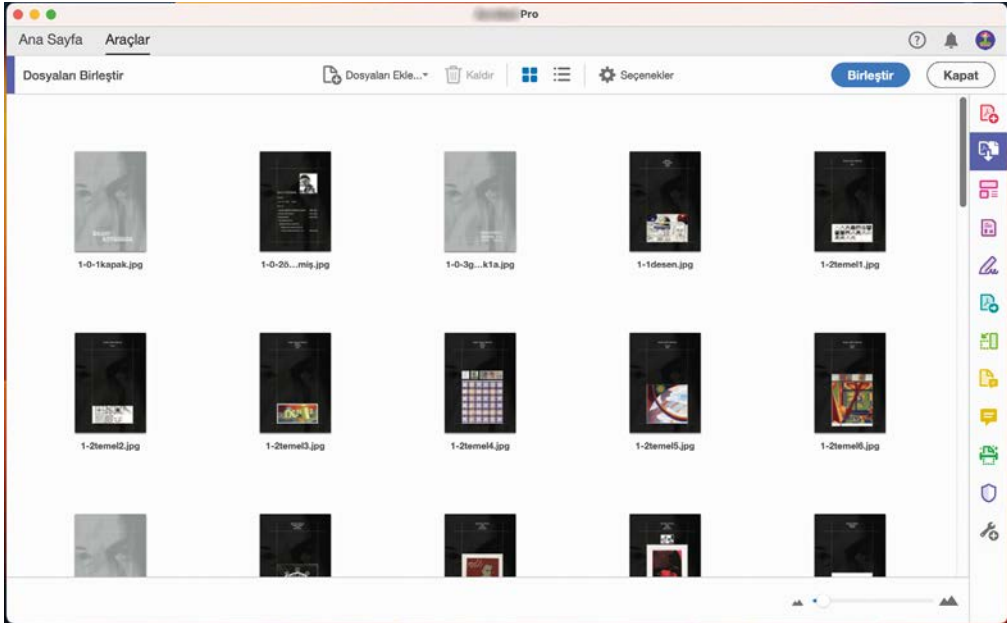 Pro
Ana Sayfa Araçlar
Dosyaları Birleştir Dosyaları Ekle... Kaldır Seçenekler Birleştir Kapat
1-0-1kapak.jpg 1-0-2ö...miş.jpg 1-0-3g...k1a.jpg 1-1desen.jpg 1-2temel1.jpg
1-2temel2.jpg 1-2temel3.jpg 1-2temel4.jpg 1-2temel5.jpg 1-2temel6.jpg